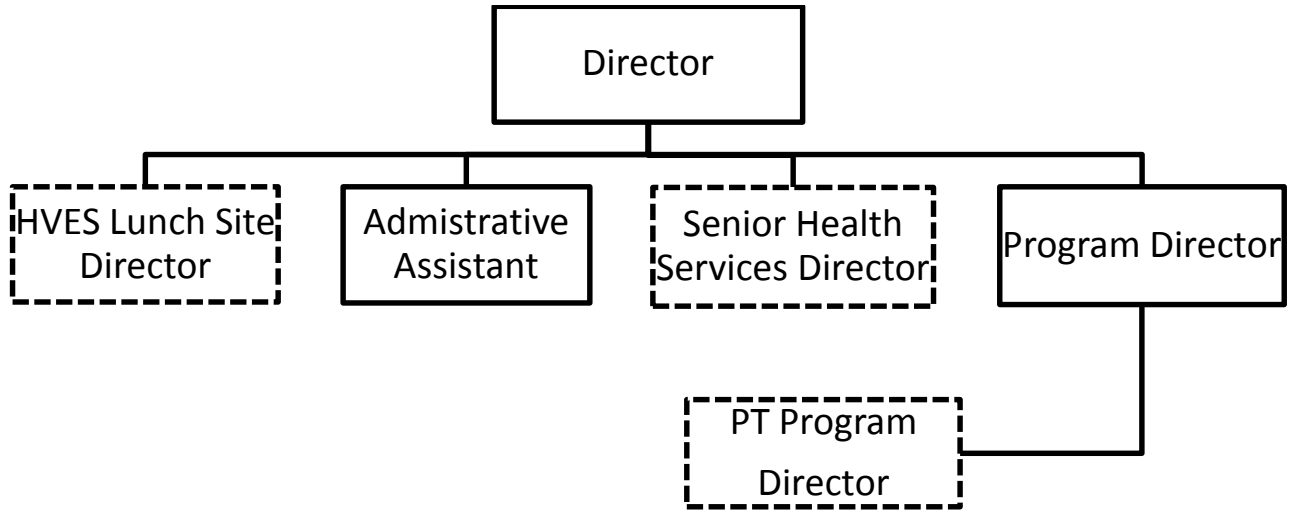 Director
HVES Lunch Site
Director
Admistrative
Assistant
Senior Health
Services Director
Program Director
PT Program
Director